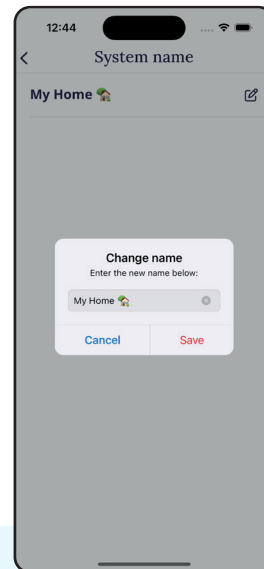 12:44
System name
My Home 🏡
Change name
Enter the new name below:
My Home 🏡
Cancel Save